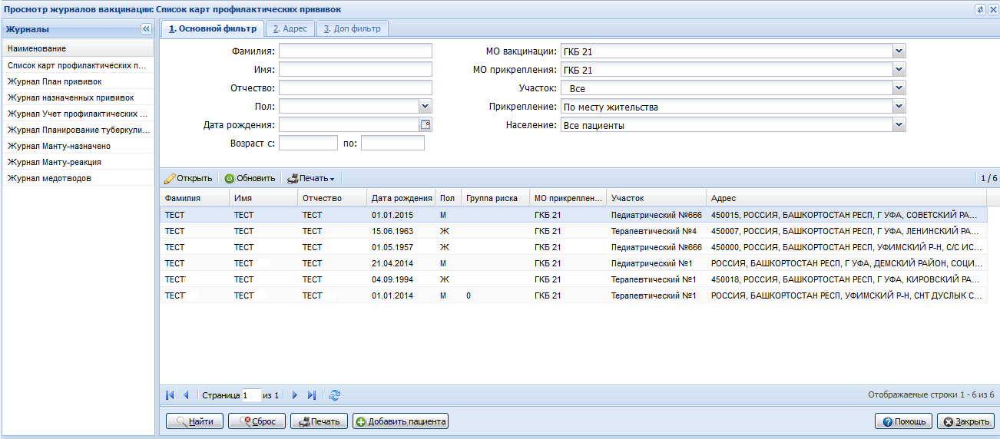 Просмотр журналов вакцинации: Список карт профилактических прививок
Журналы
Наименование
Список карт профилактических п...
Журнал План прививок
Журнал назначенных прививок
Журнал Учет профилактических ...
Журнал Планирование туберкули...
Журнал Манту-назначено
Журнал Манту-реакция
Журнал медотводов
1. Основной фильтр 2. Адрес 3. Доп фильтр
Фамилия: МО вакцинации: ГКБ 21
Имя: МО прикрепления: ГКБ 21
Отчество: Участок: Все
Пол: Прикрепление: По месту жительства
Дата рождения: Население: Все пациенты
Возраст с: по:
Открыть Обновить Печать 1 / 6
Фамилия Имя Отчество Дата рождения Пол Группа риска МО прикреплен... Участок Адрес
ТЕСТ ТЕСТ ТЕСТ 01.01.2015 М ГКБ 21 Педиатрический №666 450015, РОССИЯ, БАШКОРТОСТАН РЕСП, Г УФА, СОВЕТСКИЙ РА...
ТЕСТ ТЕСТ ТЕСТ 15.06.1963 Ж ГКБ 21 Терапевтический №4 450007, РОССИЯ, БАШКОРТОСТАН РЕСП, Г УФА, ЛЕНИНСКИЙ РА...
ТЕСТ ТЕСТ ТЕСТ 01.05.1957 Ж ГКБ 21 Педиатрический №666 450000, РОССИЯ, БАШКОРТОСТАН РЕСП, УФИМСКИЙ Р-Н, С/С ИС...
ТЕСТ ТЕСТ ТЕСТ 21.04.2014 М ГКБ 21 Педиатрический №1 РОССИЯ, БАШКОРТОСТАН РЕСП, Г УФА, ДЕМСКИЙ РАЙОН, СОЦИ...
ТЕСТ ТЕСТ ТЕСТ 04.09.1994 Ж ГКБ 21 Терапевтический №1 450018, РОССИЯ, БАШКОРТОСТАН РЕСП, Г УФА, КИРОВСКИЙ РА...
ТЕСТ ТЕСТ ТЕСТ 01.01.2014 М 0 ГКБ 21 Терапевтический №1 РОССИЯ, БАШКОРТОСТАН РЕСП, УФИМСКИЙ Р-Н, СНТ ДУСЛЫК С...
Страница 1 из 1 Отображаемые строки 1 - 6 из 6
Найти Сброс Печать Добавить пациента Помощь Закрыть